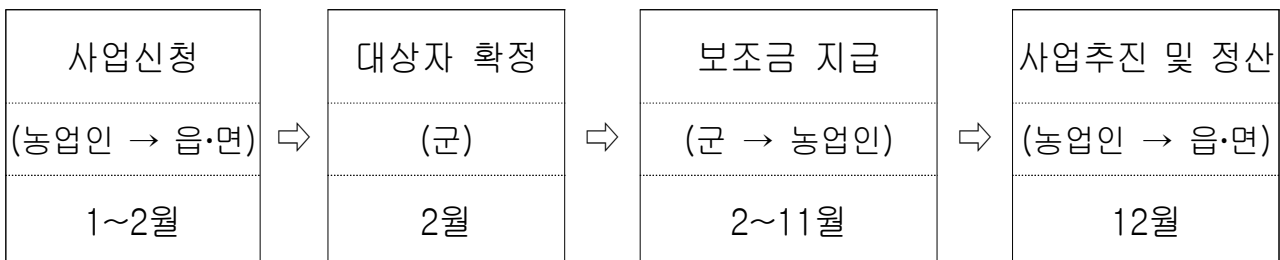 사업신청
(농업인 → 읍·면)
1~2월
⇨
대상자 확정
(군)
2월
⇨
보조금 지급
(군 → 농업인)
2~11월
⇨
사업추진 및 정산
(농업인 → 읍·면)
12월